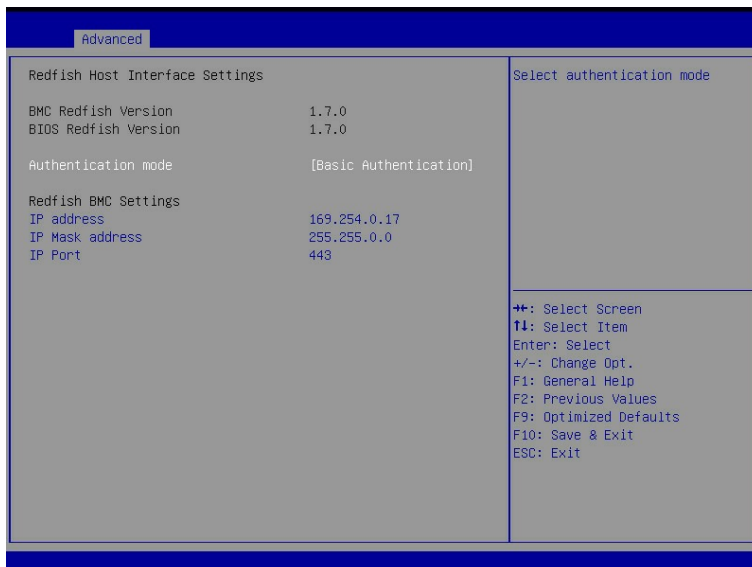 Advanced
Redfish Host Interface Settings
BMC Redfish Version 1.7.0
BIOS Redfish Version 1.7.0
Authentication mode [Basic Authentication]
Redfish BMC Settings
IP address 169.254.0.17
IP Mask address 255.255.0.0
IP Port 443
Select authentication mode
→←: Select Screen
↑↓: Select Item
Enter: Select
+/-: Change Opt.
F1: General Help
F2: Previous Values
F9: Optimized Defaults
F10: Save & Exit
ESC: Exit